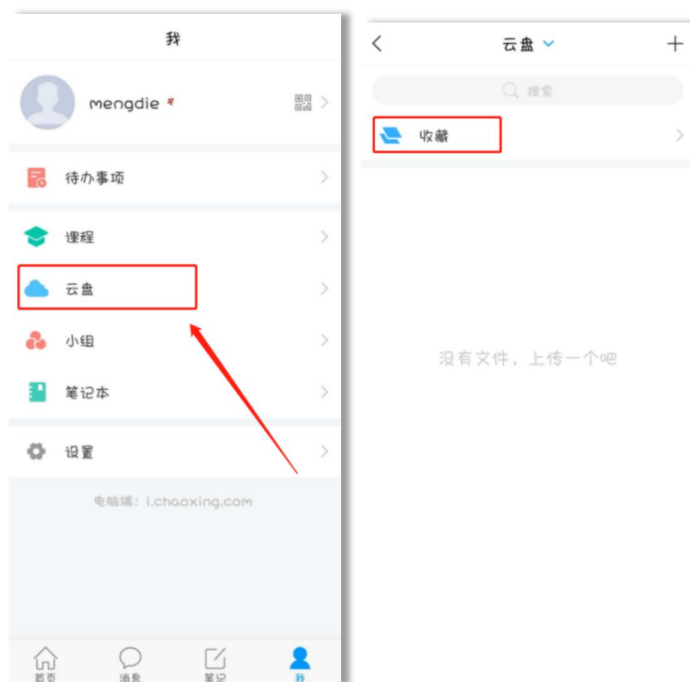 我
mengdie
待办事项
课程
云盘
小组
笔记本
设置
电脑端：i.chaoxing.com
首页
消息
笔记
我
云盘
搜索
收藏
没有文件，上传一个吧